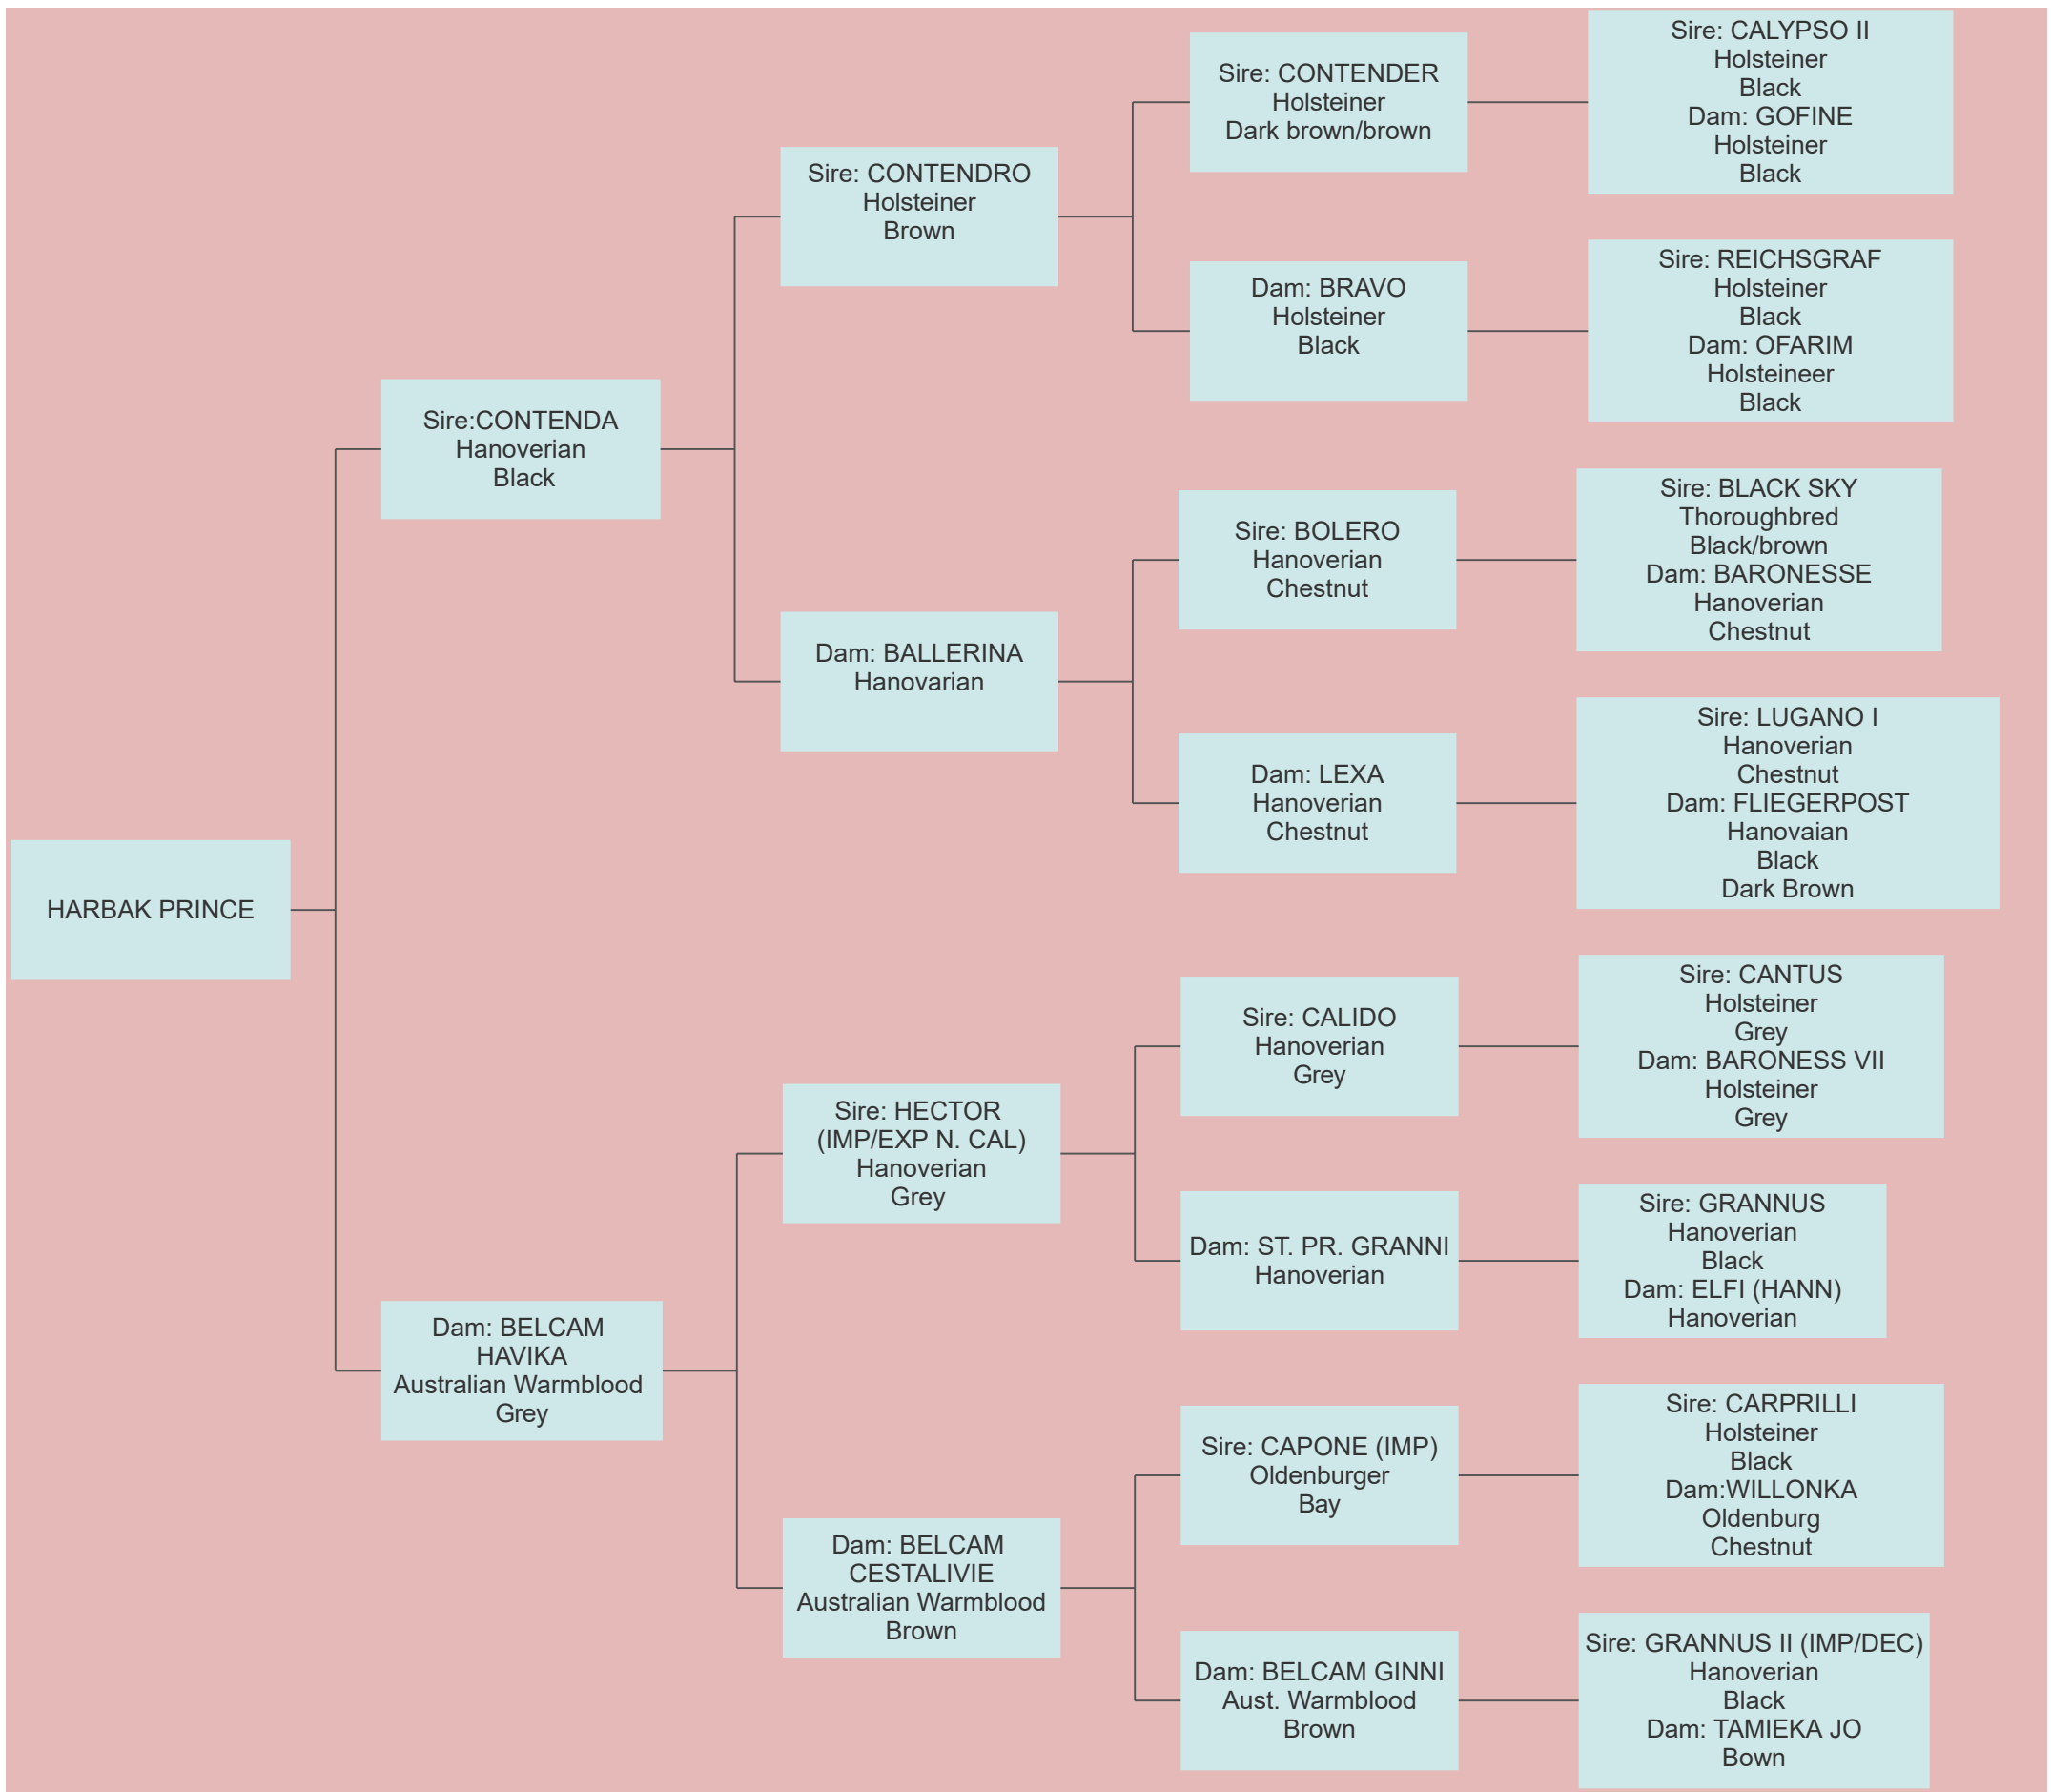 HARBAK PRINCE
Sire:CONTENDA
Hanoverian
Black
Dam: BELCAM
HAVIKA
Australian Warmblood
Grey
Sire: CONTENDRO
Holsteiner
Brown
Dam: BALLERINA
Hanovarian
Sire: HECTOR
(IMP/EXP N. CAL)
Hanoverian
Grey
Dam: BELCAM
CESTALIVIE
Australian Warmblood
Brown
Sire: CONTENDER
Holsteiner
Dark brown/brown
Dam: BRAVO
Holsteiner
Black
Sire: BOLERO
Hanoverian
Chestnut
Dam: LEXA
Hanoverian
Chestnut
Sire: CALIDO
Hanoverian
Grey
Dam: ST. PR. GRANNI
Hanoverian
Sire: CAPONE (IMP)
Oldenburger
Bay
Dam: BELCAM GINNI
Aust. Warmblood
Brown
Sire: CALYPSO II
Holsteiner
Black
Dam: GOFINE
Holsteiner
Black
Sire: REICHSGRAF
Holsteiner
Black
Dam: OFARIM
Holsteineer
Black
Sire: BLACK SKY
Thoroughbred
Black/brown
Dam: BARONESSE
Hanoverian
Chestnut
Sire: LUGANO I
Hanoverian
Chestnut
Dam: FLIEGERPOST
Hanovaian
Black
Dark Brown
Sire: CANTUS
Holsteiner
Grey
Dam: BARONESS VII
Holsteiner
Grey
Sire: GRANNUS
Hanoverian
Black
Dam: ELFI (HANN)
Hanoverian
Sire: CARPRILLI
Holsteiner
Black
Dam:WILLONKA
Oldenburg
Chestnut
Sire: GRANNUS II (IMP/DEC)
Hanoverian
Black
Dam: TAMIEKA JO
Bown